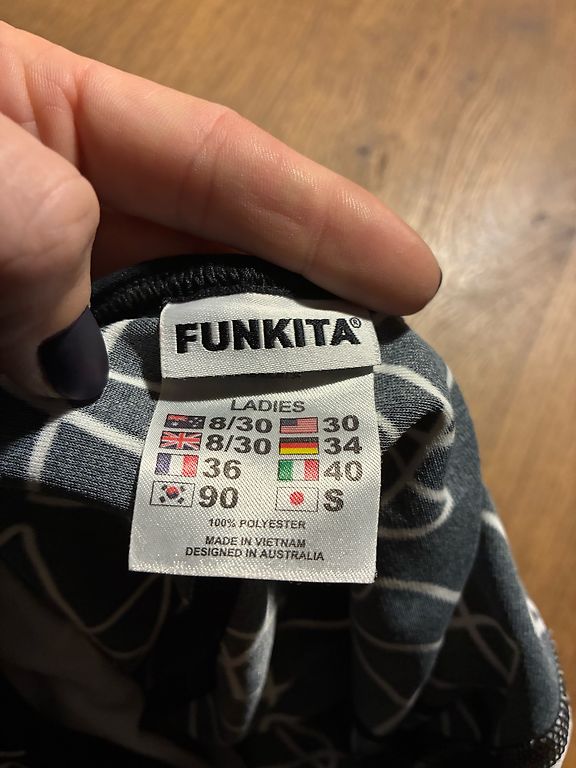 FUNKITA®
LADIES
8/30 30
8/30 34
36 40
90 S
100% POLYESTER
MADE IN VIETNAM
DESIGNED IN AUSTRALIA